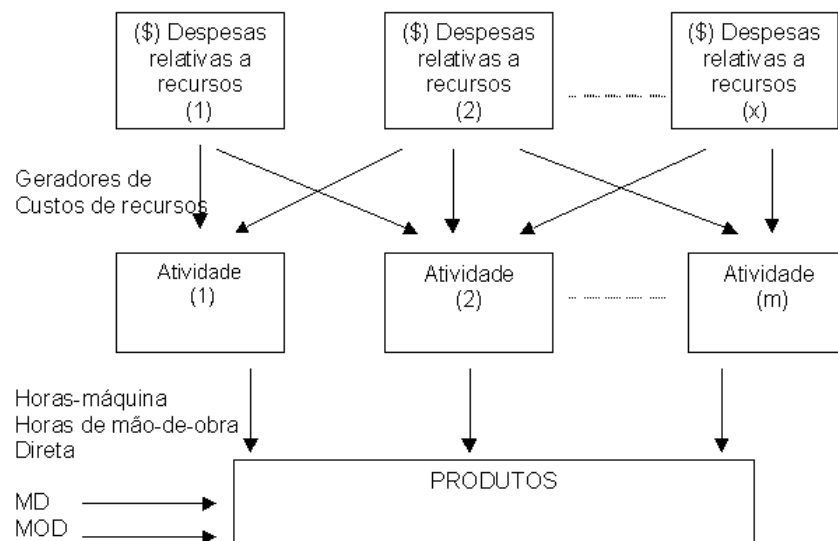 ($) Despesas
relativas a
recursos
(1)
($) Despesas
relativas a
recursos
(2)
($) Despesas
relativas a
recursos
(x)
Geradores de
Custos de recursos
Atividade
(1)
Atividade
(2)
Atividade
(m)
Horas-máquina
Horas de mão-de-obra
Direta
PRODUTOS
MD
MOD